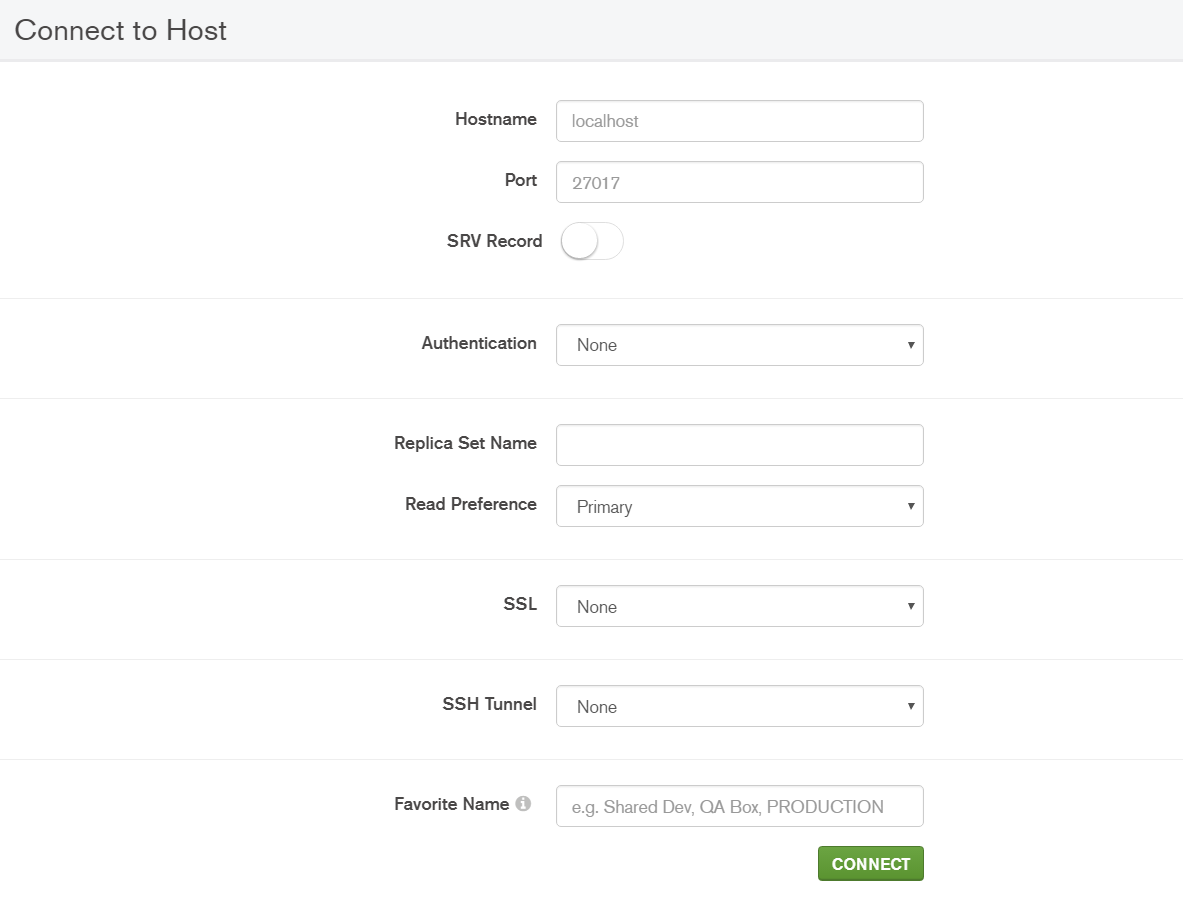 Connect to Host
Hostname localhost
Port 27017
SRV Record
Authentication None
Replica Set Name
Read Preference Primary
SSL None
SSH Tunnel None
Favorite Name e.g. Shared Dev, QA Box, PRODUCTION
CONNECT